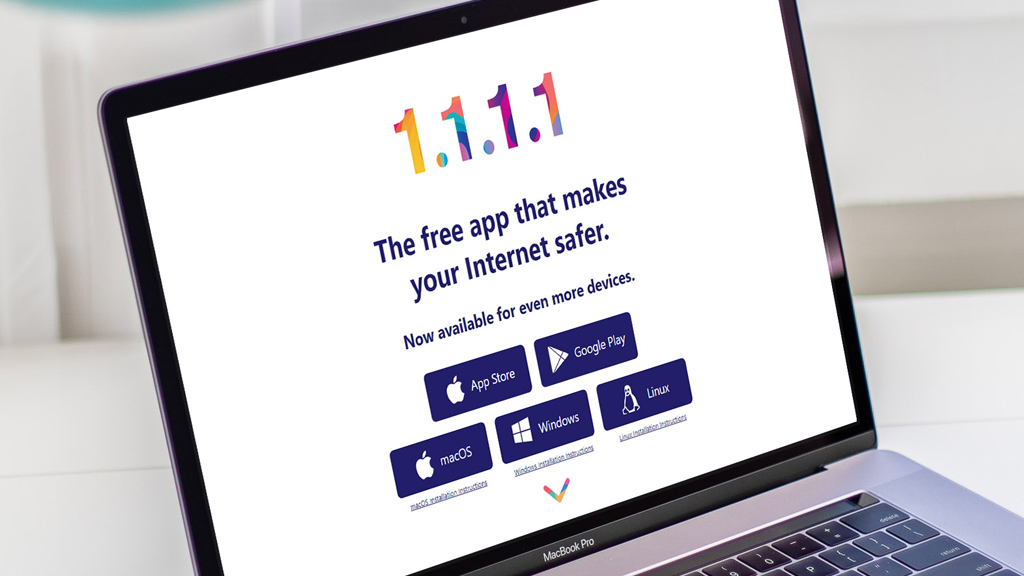 1.1.1.1
The free app that makes
your Internet safer.
Now available for even more devices.
App Store
Google Play
macOS
Windows
Linux
macOS Installation Instructions
Windows Installation Instructions
Linux Installation Instructions
MacBook Pro
delete
return
shift